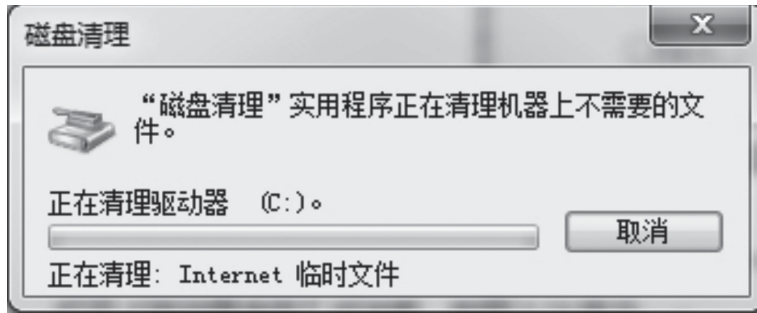 磁盘清理
“磁盘清理”实用程序正在清理机器上不需要的文
件。
正在清理驱动器 (C:)。
取消
正在清理: Internet 临时文件